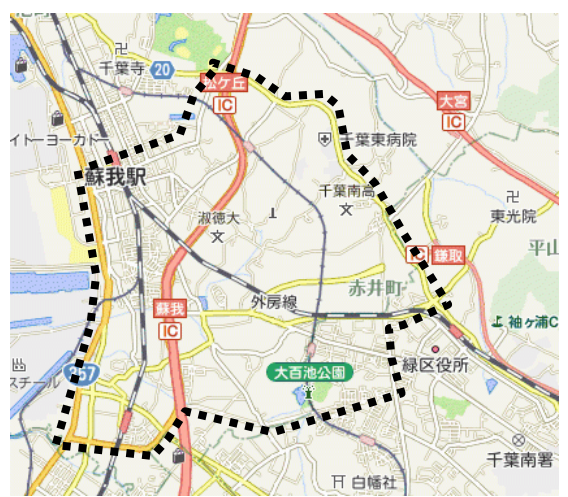 千葉寺 20
松ケ丘
IC
大宮
IC
イトーヨーカドー
千葉東病院
蘇我駅
千葉南高
淑徳大
東光院
平山
IC 鎌取
赤井町
外房線
蘇我
IC
袖ヶ浦C
緑区役所
スチール
357
大百池公園
千葉南署
白幡社